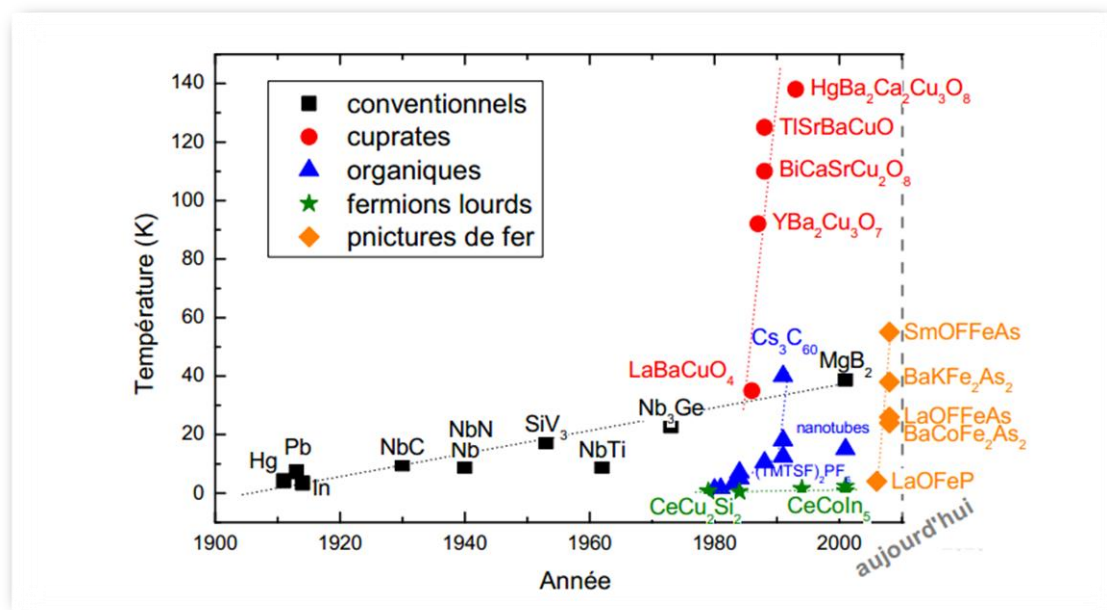 140
120
100
80
60
40
20
0
Température (K)
conventionnels
cuprates
organiques
fermions lourds
pnictures de fer
HgBa₂Ca₂Cu₃O₈
TlSrBaCuO
BiCaSrCu₂O₈
YBa₂Cu₃O₇
Cs₃C₆₀
SmOFFeAs
LaBaCuO₄
MgB₂
BaKFe₂As₂
Nb₃Ge
LaOFFeAs
BaCoFe₂As₂
Hg
Pb
In
NbC
NbN
Nb
SiV₃
NbTi
nanotubes
(TMTSF)₂PF₆
LaOFeP
CeCu₂Si₂
CeCoIn₅
1900
1920
1940
1960
1980
2000
aujourd'hui
Année